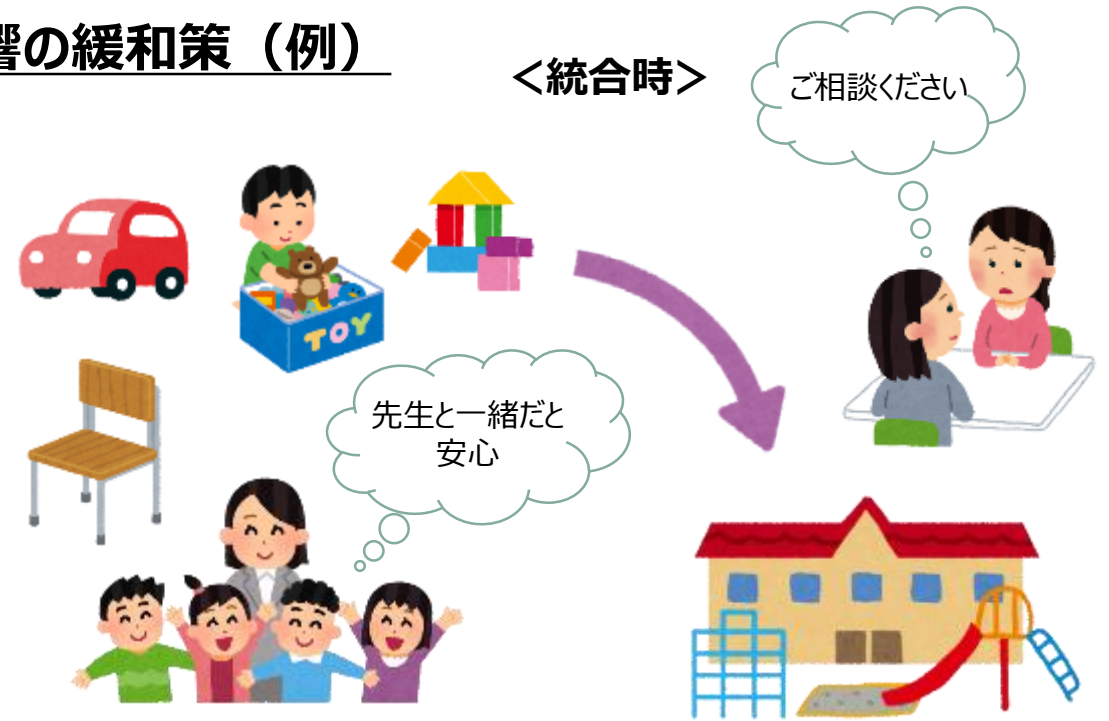 響の緩和策（例）
＜統合時＞
ご相談ください
TOY
先生と一緒だと
安心